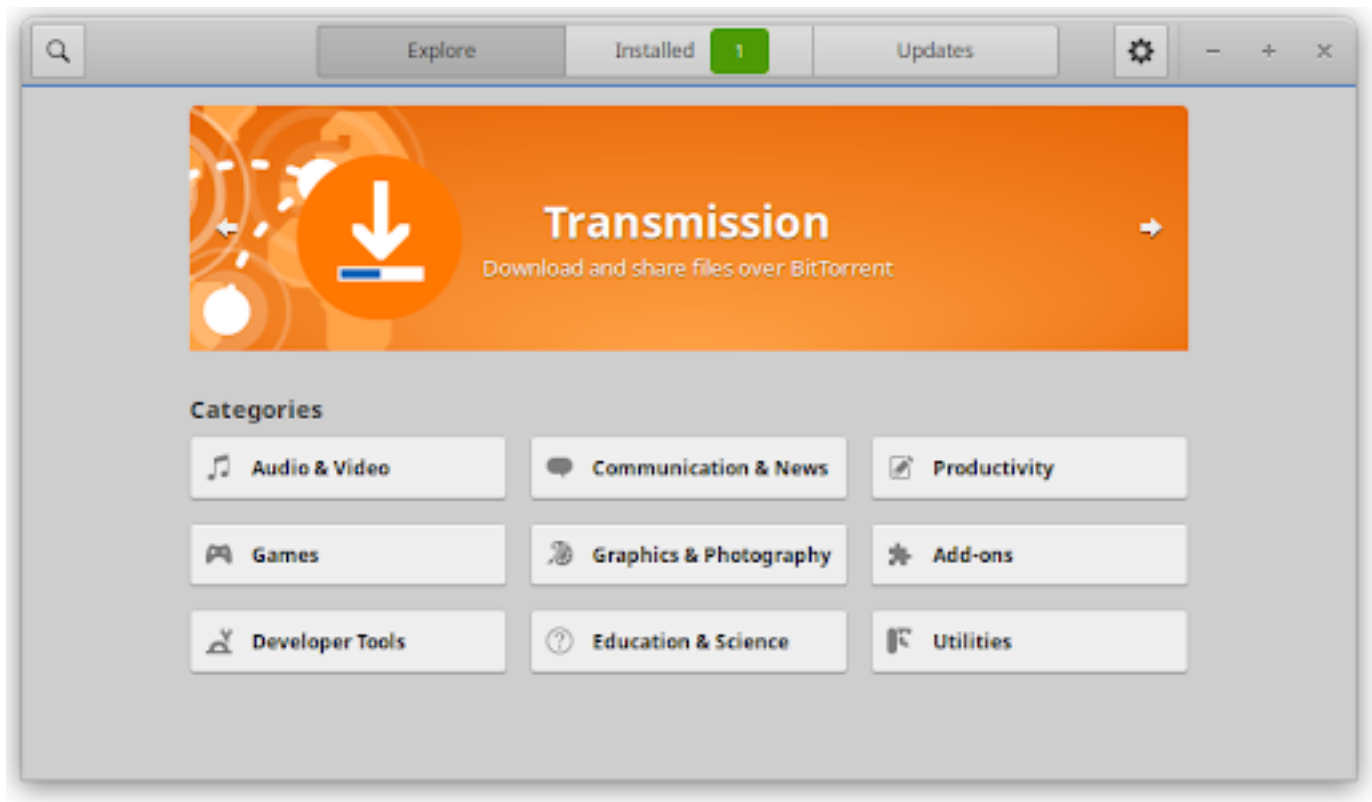 Explore Installed 1 Updates
Transmission
Download and share files over BitTorrent
Categories
Audio & Video Communication & News Productivity
Games Graphics & Photography Add-ons
Developer Tools Education & Science Utilities